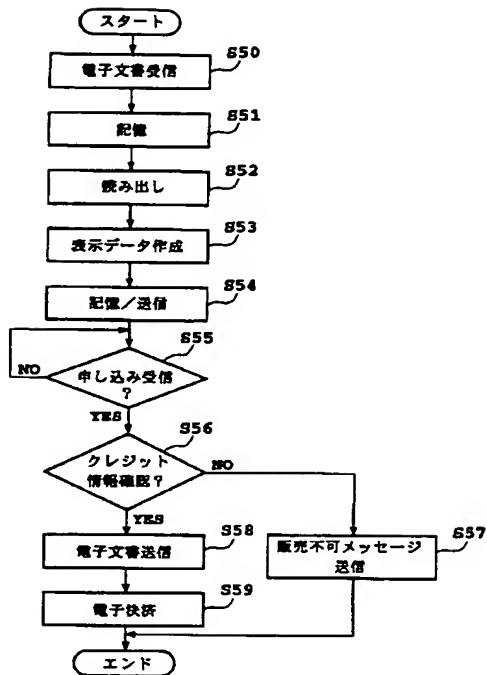 スタート
S50
電子文書受信
S51
記憶
S52
読み出し
S53
表示データ作成
S54
記憶/送信
S55
NO
申し込み受信
?
YES
S56
クレジット
情報確認?
NO
YES
S58
電子文書送信
S57
販売不可メッセージ
送信
S59
電子決済
エンド